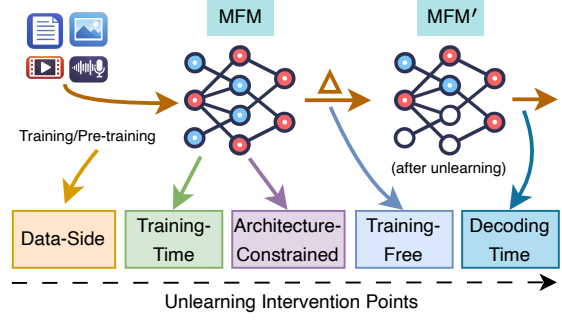 MFM
MFM′
Δ
Training/Pre-training
(after unlearning)
Data-Side
Training-
Time
Architecture-
Constrained
Training-
Free
Decoding
Time
Unlearning Intervention Points